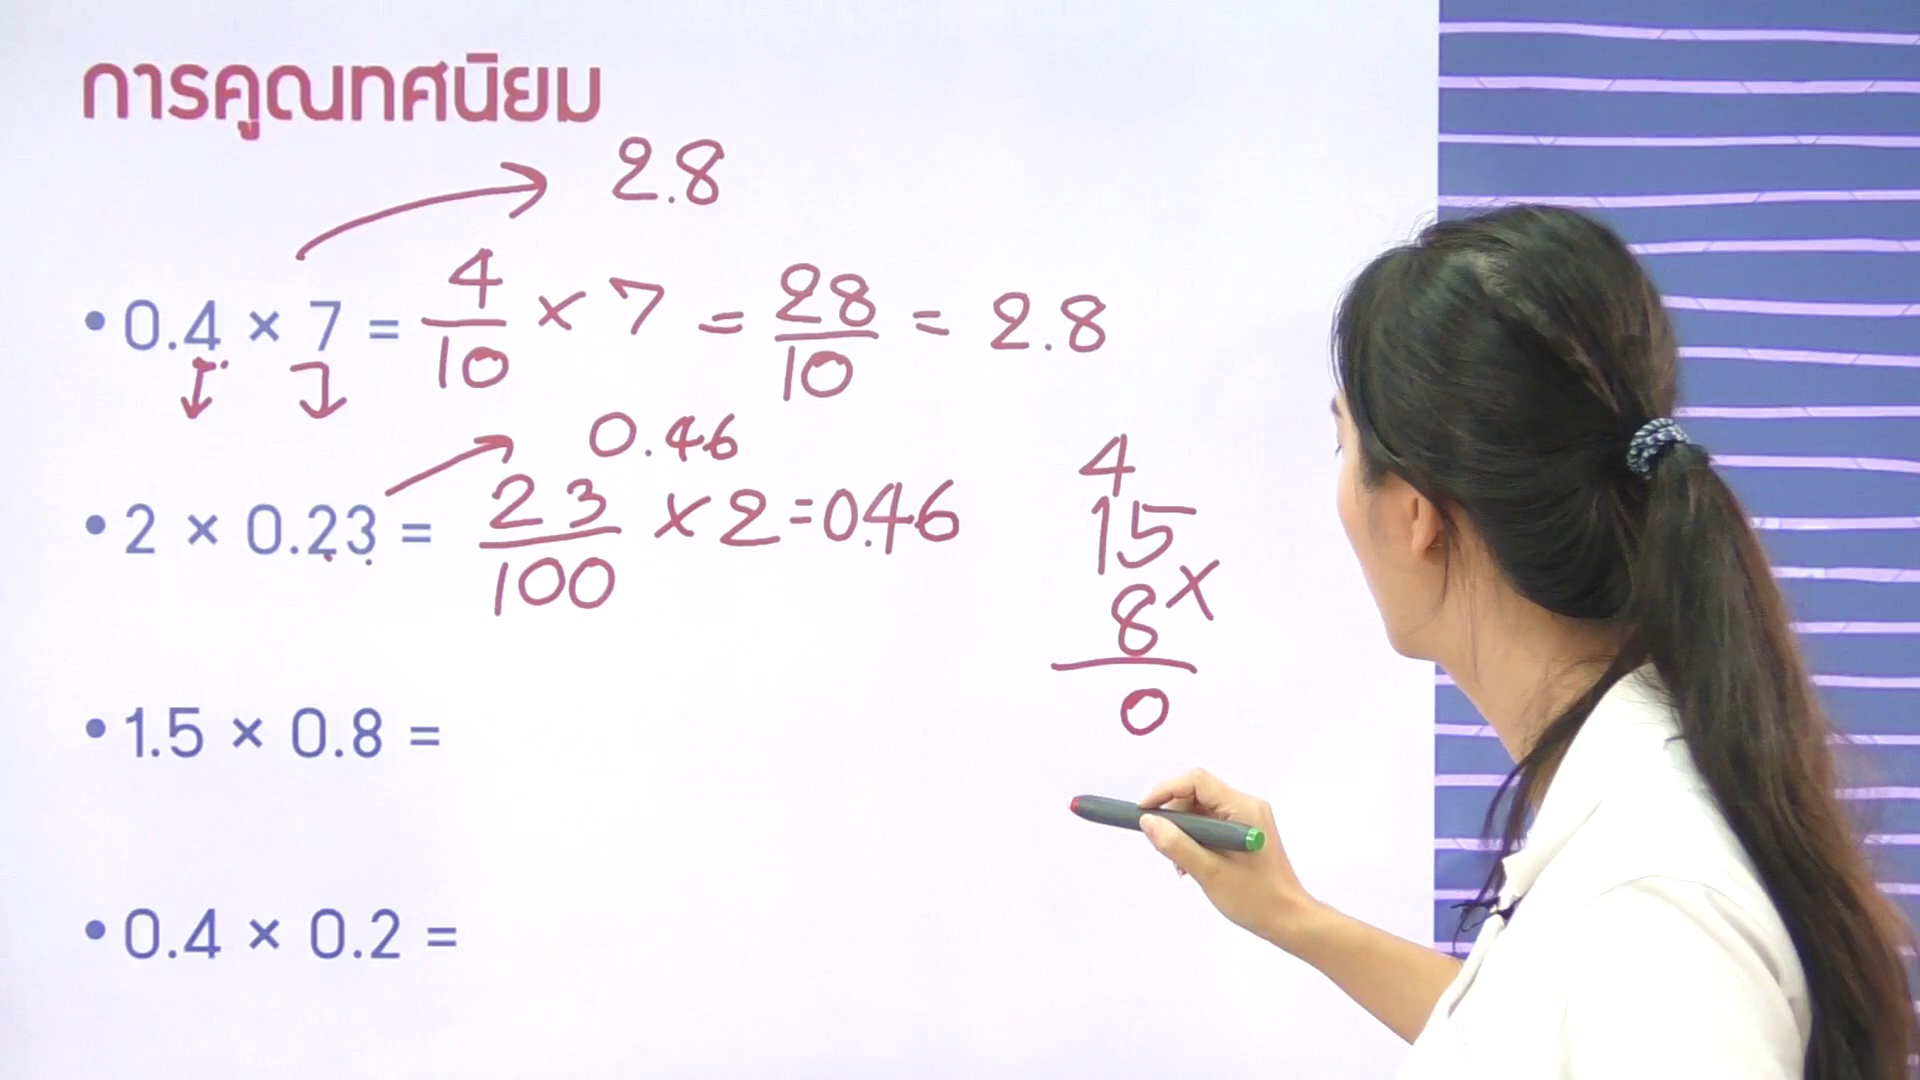 การคูณทศนิยม
2.8
• 0.4 × 7 = 4/10 × 7 = 28/10 = 2.8
0.46
• 2 × 0.23 = 23/100 × 2 = 0.46
4
15
8 ×
0
• 1.5 × 0.8 =
• 0.4 × 0.2 =